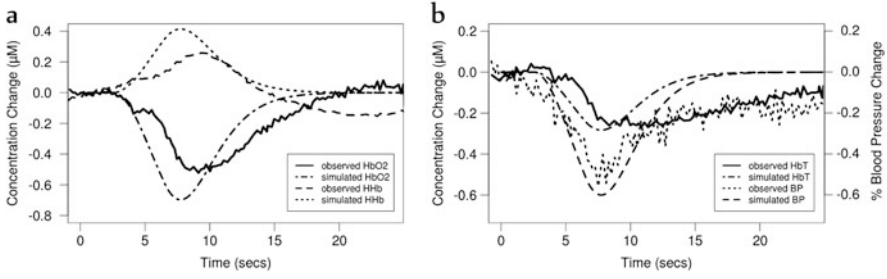 a
Concentration Change (µM)
0.4
0.2
0.0
-0.2
-0.4
-0.6
-0.8
observed HbO2
simulated HbO2
observed HHb
simulated HHb
0
5
10
15
20
Time (secs)
b
Concentration Change (µM)
0.2
0.0
-0.2
-0.4
-0.6
observed HbT
simulated HbT
observed BP
simulated BP
0.2
0.0
-0.2
-0.4
-0.6
% Blood Pressure Change
0
5
10
15
20
Time (secs)